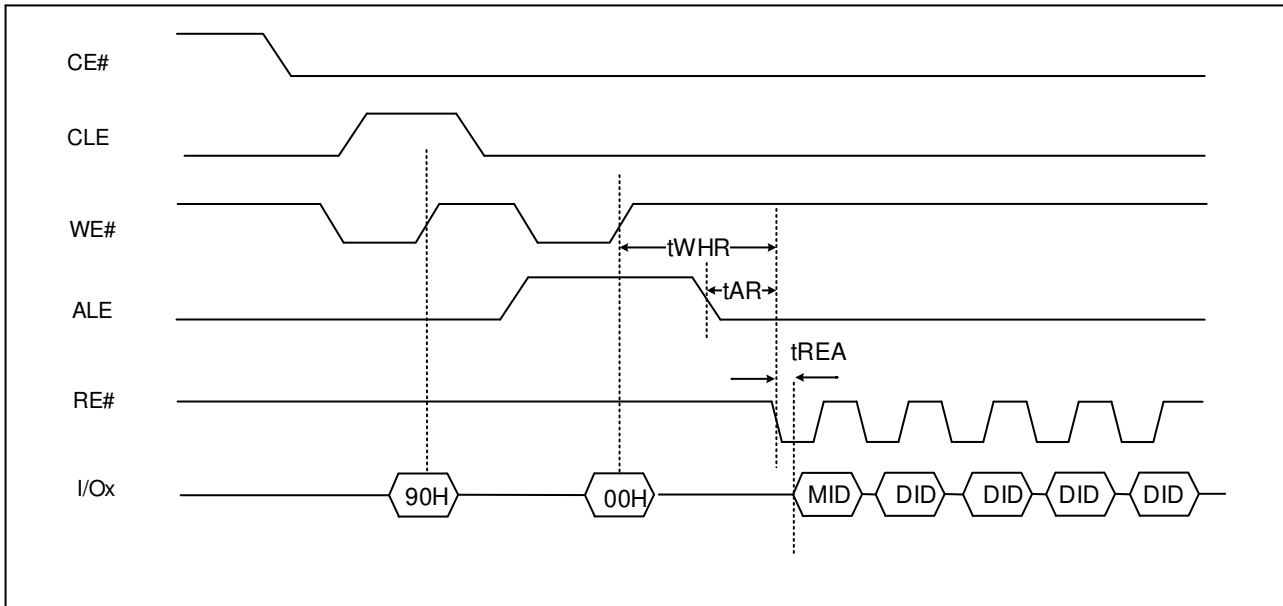 CE#
CLE
WE#
tWHR
ALE
tAR
tREA
RE#
I/Ox
90H
00H
MID
DID
DID
DID
DID